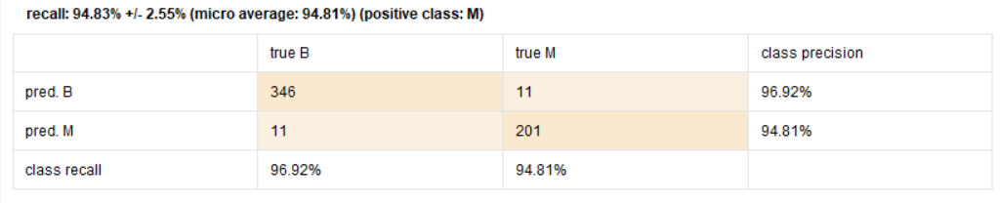 recall: 94.83% +/- 2.55% (micro average: 94.81%) (positive class: M)
true B true M class precision
pred. B 346 11 96.92%
pred. M 11 201 94.81%
class recall 96.92% 94.81%